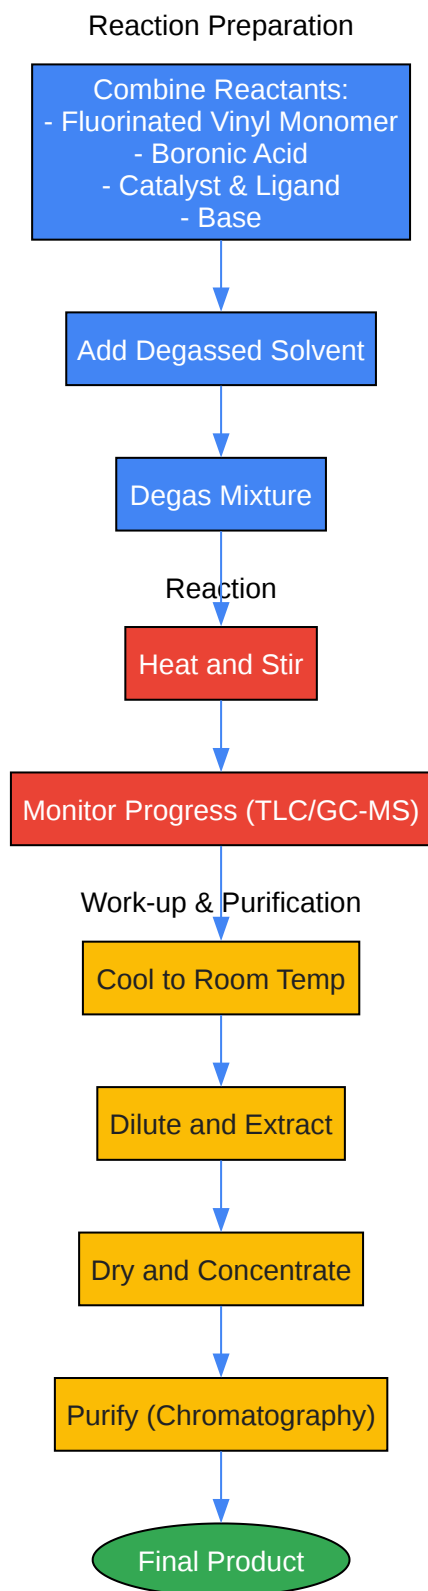 Reaction Preparation
Combine Reactants:
- Fluorinated Vinyl Monomer
- Boronic Acid
- Catalyst & Ligand
- Base
Add Degassed Solvent
Degas Mixture
Reaction
Heat and Stir
Monitor Progress (TLC/GC-MS)
Work-up & Purification
Cool to Room Temp
Dilute and Extract
Dry and Concentrate
Purify (Chromatography)
Final Product